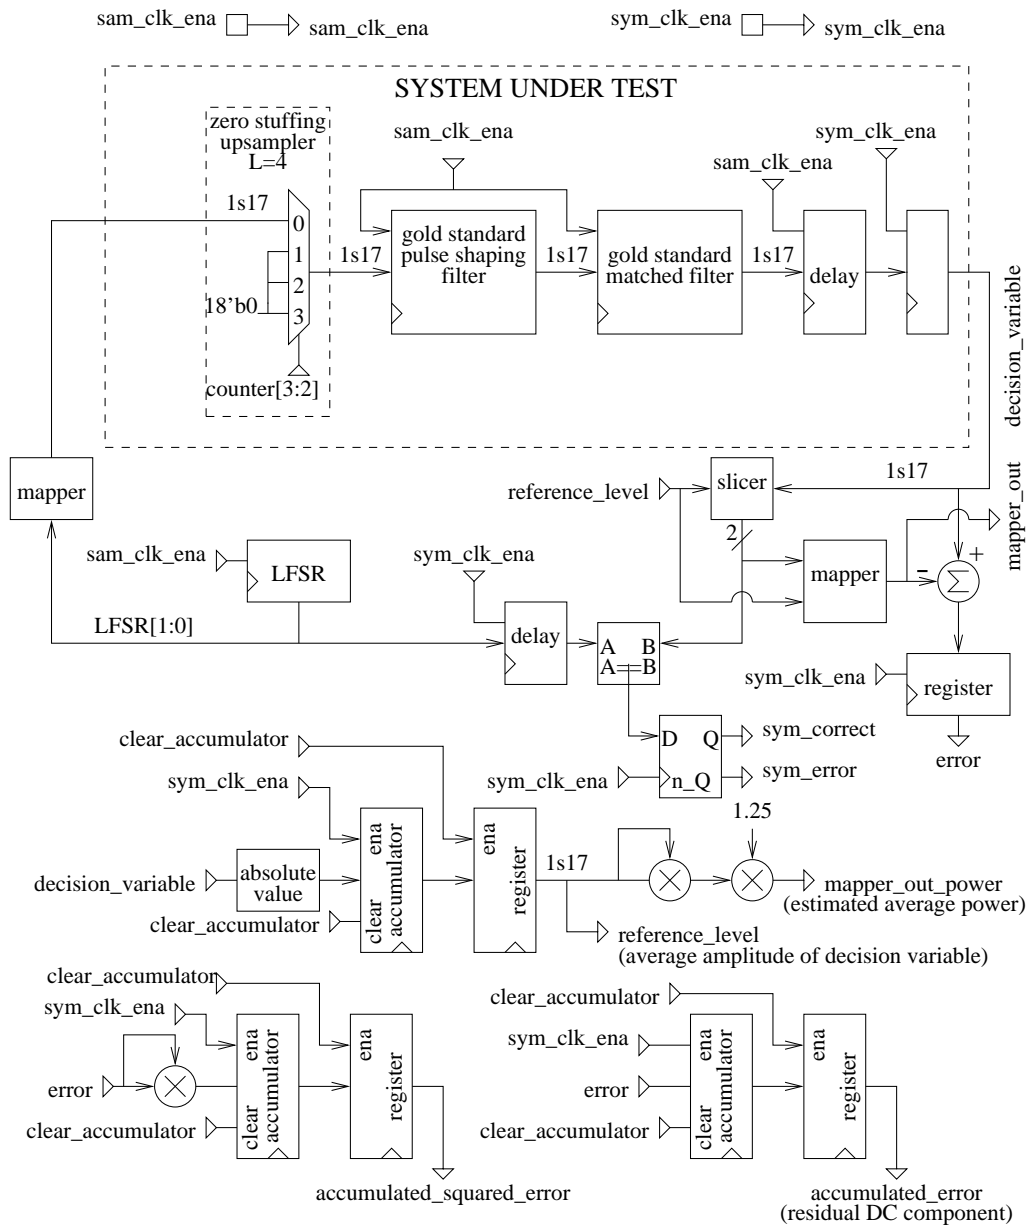 sam_clk_ena
sam_clk_ena
sym_clk_ena
sym_clk_ena
SYSTEM UNDER TEST
zero stuffing
upsampler
L=4
sam_clk_ena
sam_clk_ena
sym_clk_ena
1s17
0
1
2
3
18'b0
counter[3:2]
1s17
gold standard
pulse shaping
filter
1s17
gold standard
matched filter
1s17
delay
decision_variable
mapper
reference_level
slicer
1s17
mapper_out
2
sam_clk_ena
LFSR
LFSR[1:0]
sym_clk_ena
delay
A B
A==B
mapper
+
-
Σ
sym_clk_ena
register
error
D Q
n_Q
sym_clk_ena
sym_correct
sym_error
clear_accumulator
sym_clk_ena
decision_variable
absolute
value
clear_accumulator
ena
clear
accumulator
ena
register
1s17
1.25
mapper_out_power
(estimated average power)
reference_level
(average amplitude of decision variable)
clear_accumulator
sym_clk_ena
error
clear_accumulator
ena
clear
accumulator
ena
register
accumulated_squared_error
clear_accumulator
sym_clk_ena
error
clear_accumulator
ena
clear
accumulator
ena
register
accumulated_error
(residual DC component)